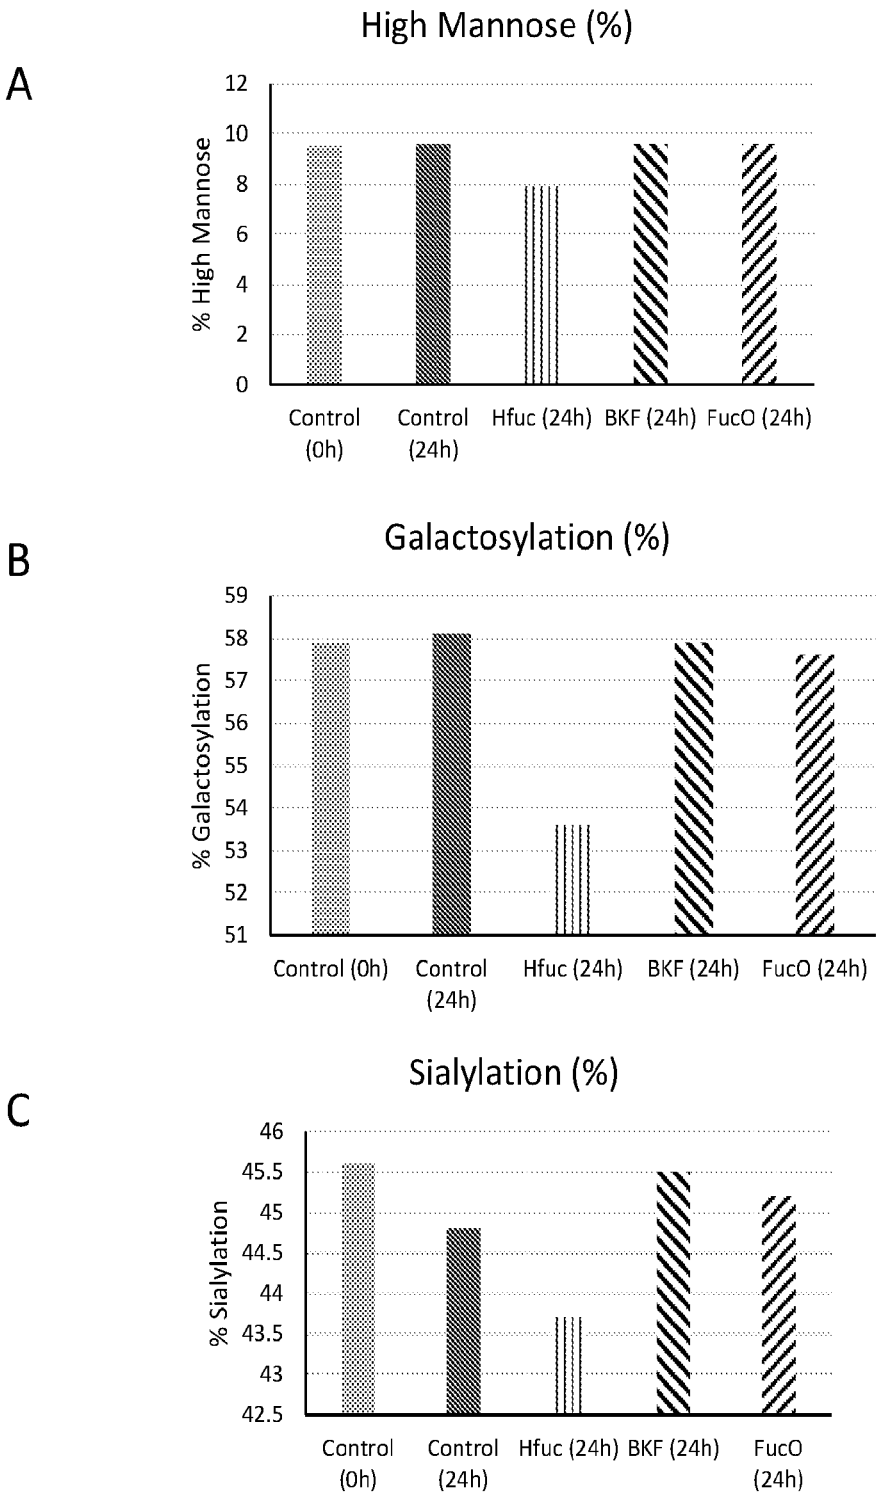 High Mannose (%)
A
12
10
8
6
4
2
0
% High Mannose
Control (0h)
Control (24h)
Hfuc (24h)
BKF (24h)
FucO (24h)
Galactosylation (%)
B
59
58
57
56
55
54
53
52
51
% Galactosylation
Control (0h)
Control (24h)
Hfuc (24h)
BKF (24h)
FucO (24h)
Sialylation (%)
C
46
45.5
45
44.5
44
43.5
43
42.5
% Sialylation
Control (0h)
Control (24h)
Hfuc (24h)
BKF (24h)
FucO (24h)